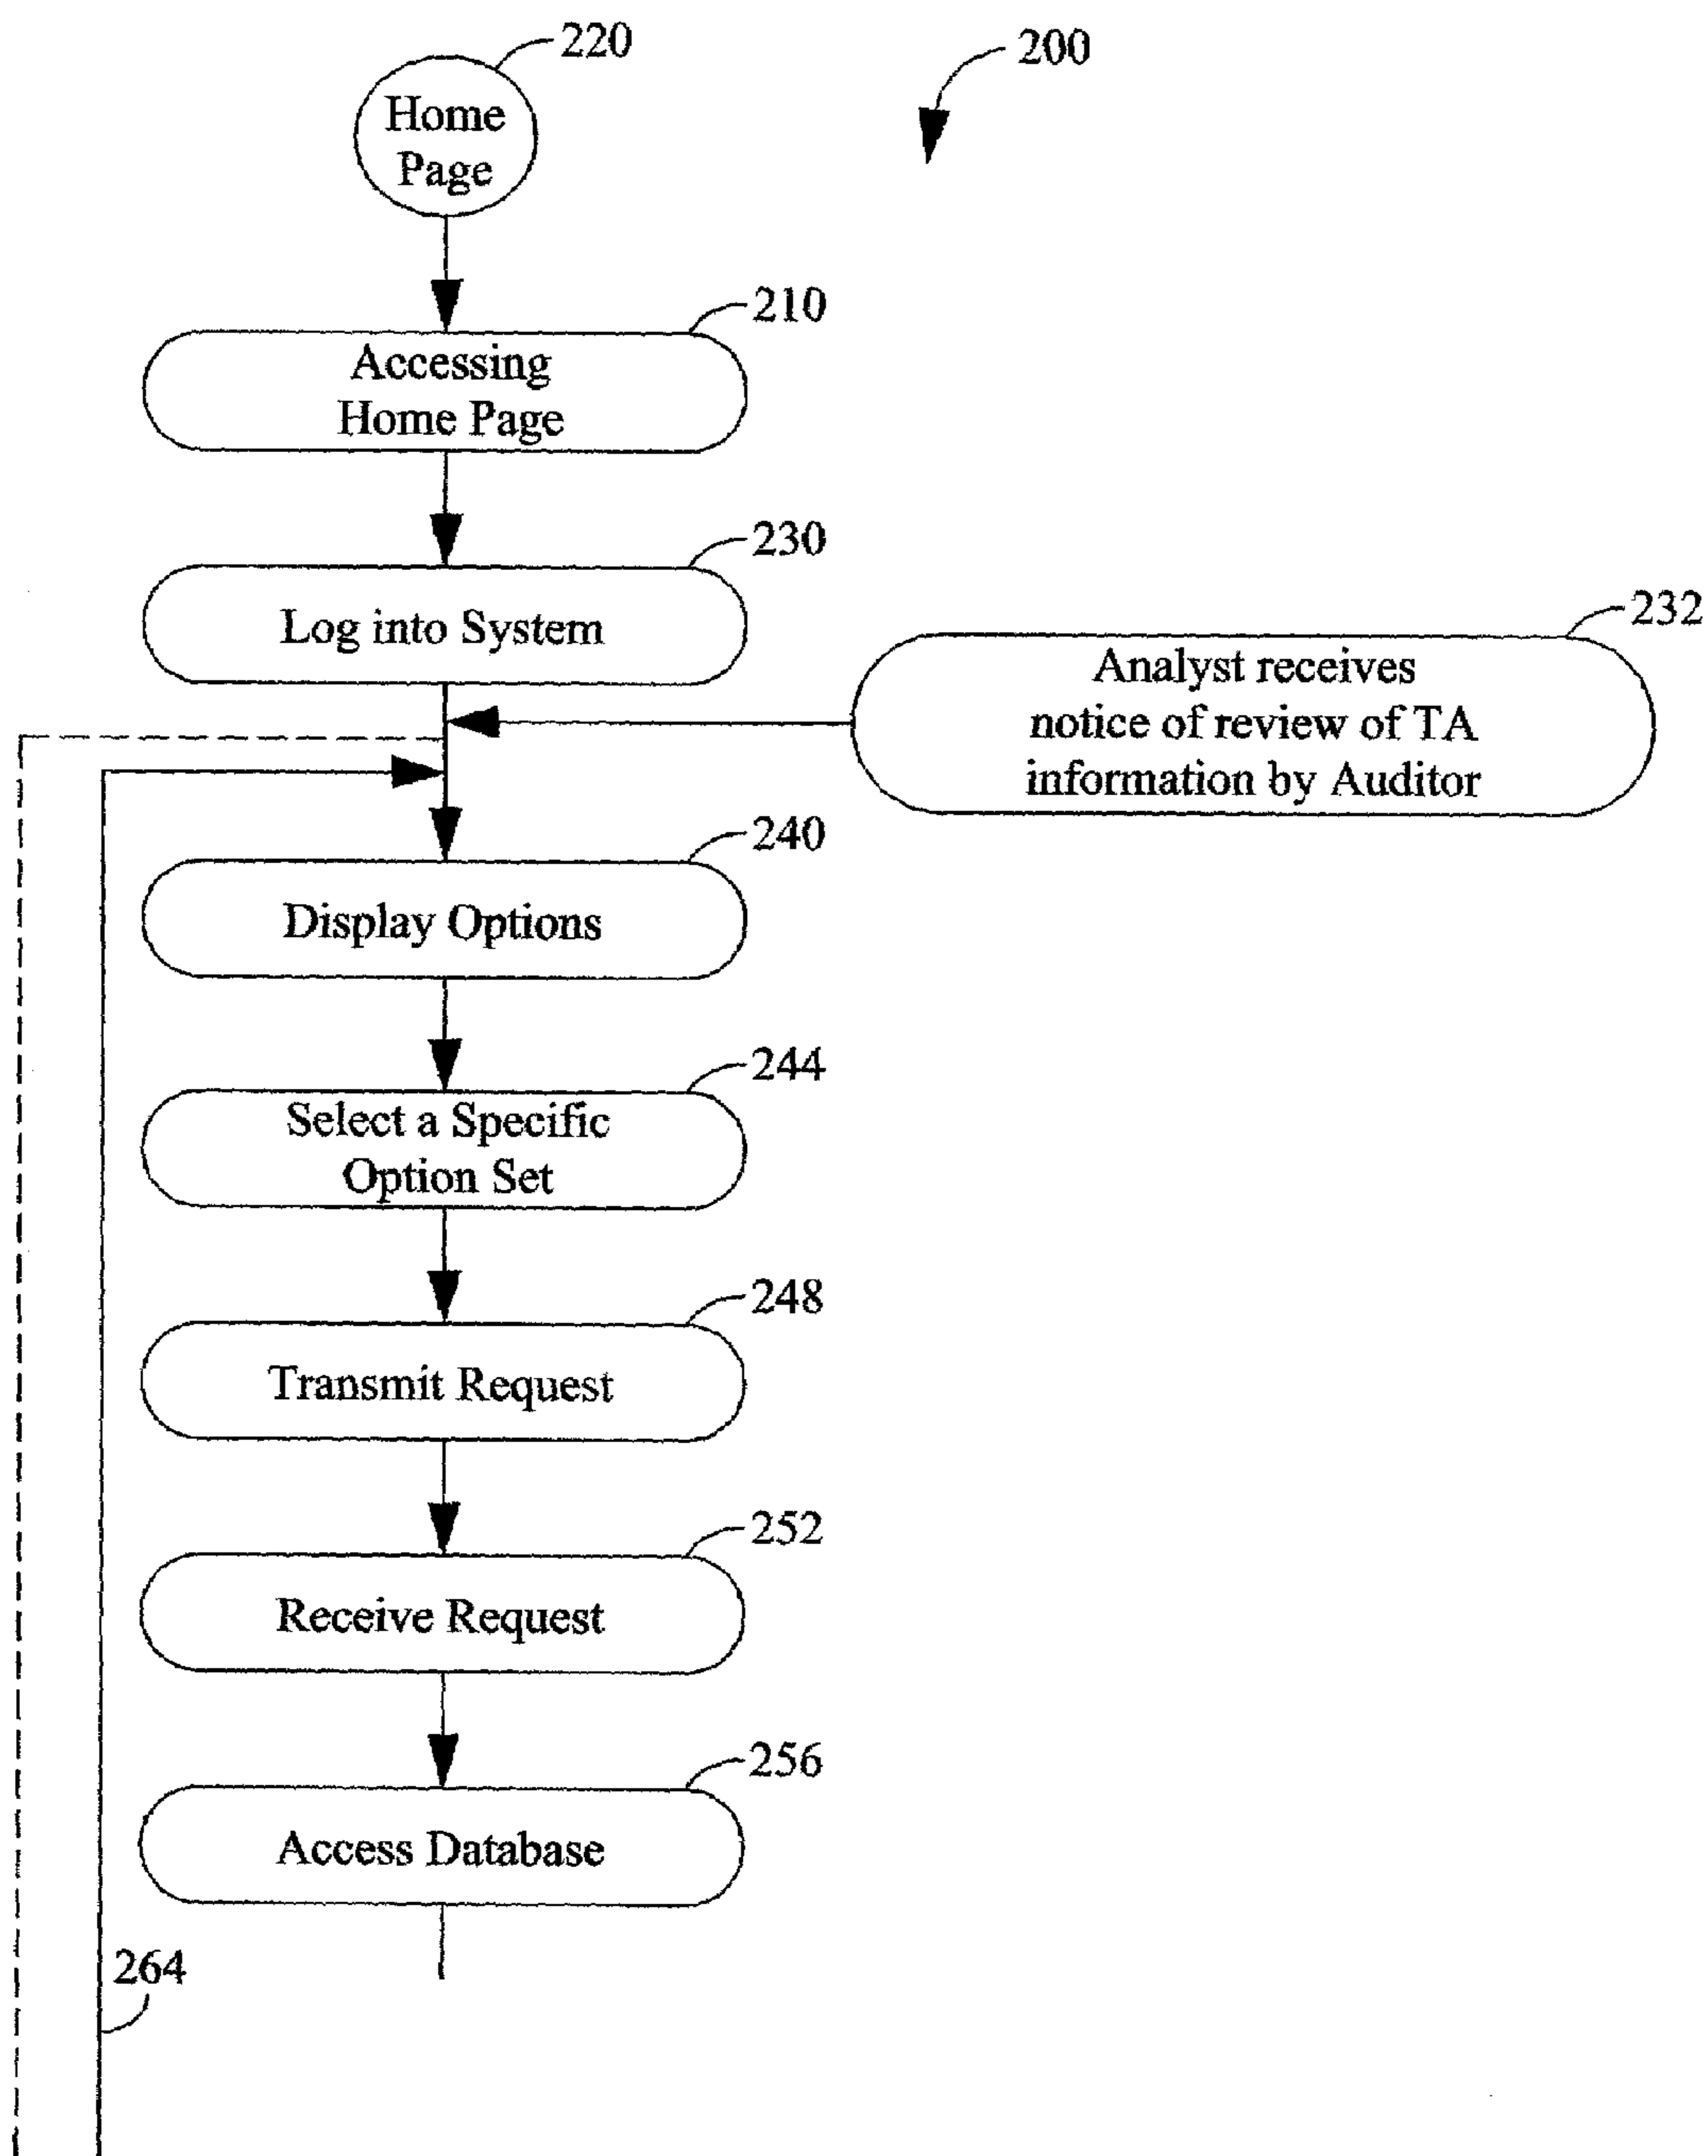 220
200
Home
Page
210
Accessing
Home Page
230
Log into System
232
Analyst receives
notice of review of TA
information by Auditor
240
Display Options
244
Select a Specific
Option Set
248
Transmit Request
252
Receive Request
256
Access Database
264